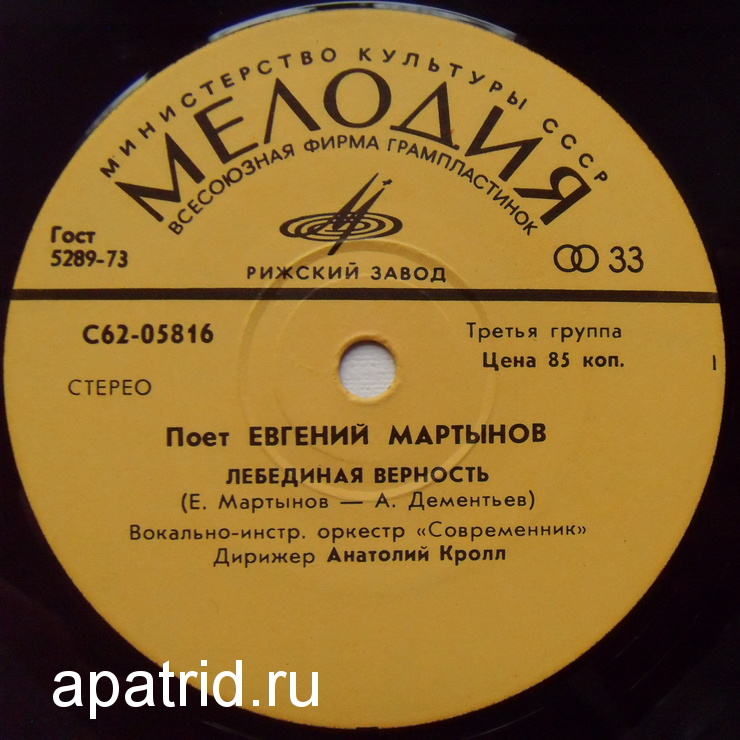 МИНИСТЕРСТВО КУЛЬТУРЫ СССР
МЕЛОДИЯ
ВСЕСОЮЗНАЯ ФИРМА ГРАМПЛАСТИНОК
Гост
5289-73
РИЖСКИЙ ЗАВОД
33
С62-05816
Третья группа
Цена 85 коп.
СТЕРЕО
I
Поет ЕВГЕНИЙ МАРТЫНОВ
ЛЕБЕДИНАЯ ВЕРНОСТЬ
(Е. Мартынов — А. Дементьев)
Вокально-инстр. оркестр «Современник»
Дирижер Анатолий Кролл
apatrid.ru